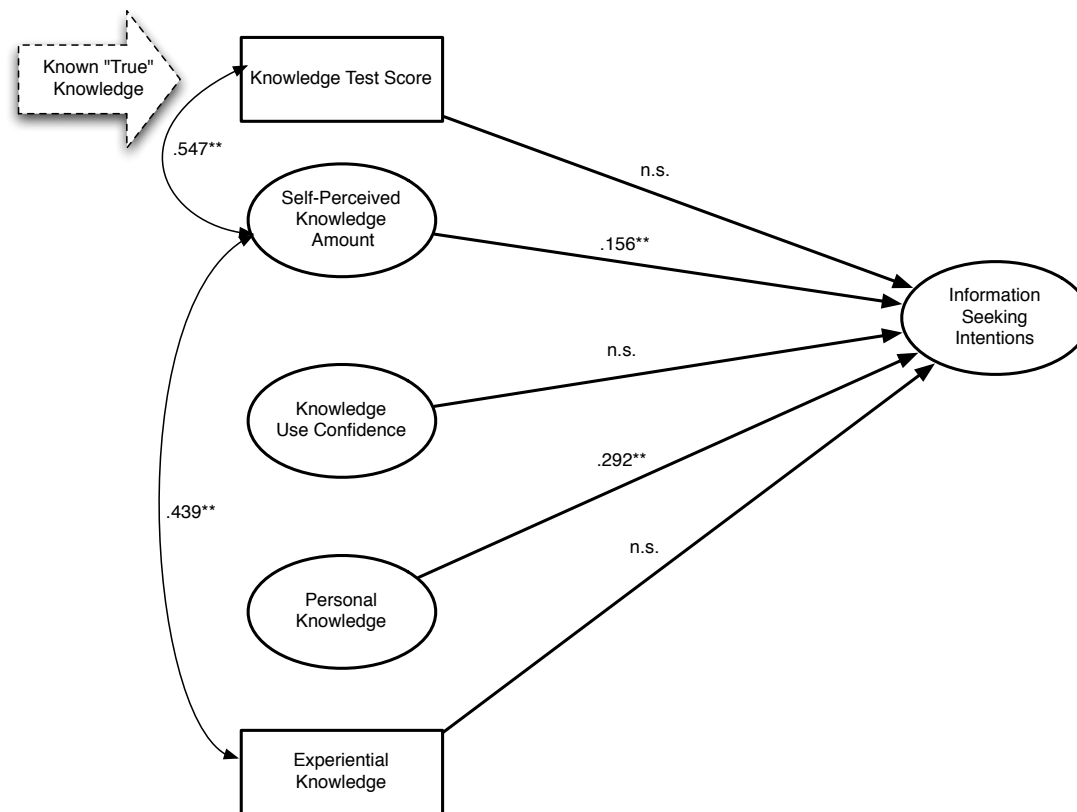 Known "True"
Knowledge
Knowledge Test Score
.547**
n.s.
Self-Perceived
Knowledge
Amount
.156**
Information
Seeking
Intentions
n.s.
Knowledge
Use Confidence
.292**
.439**
n.s.
Personal
Knowledge
Experiential
Knowledge